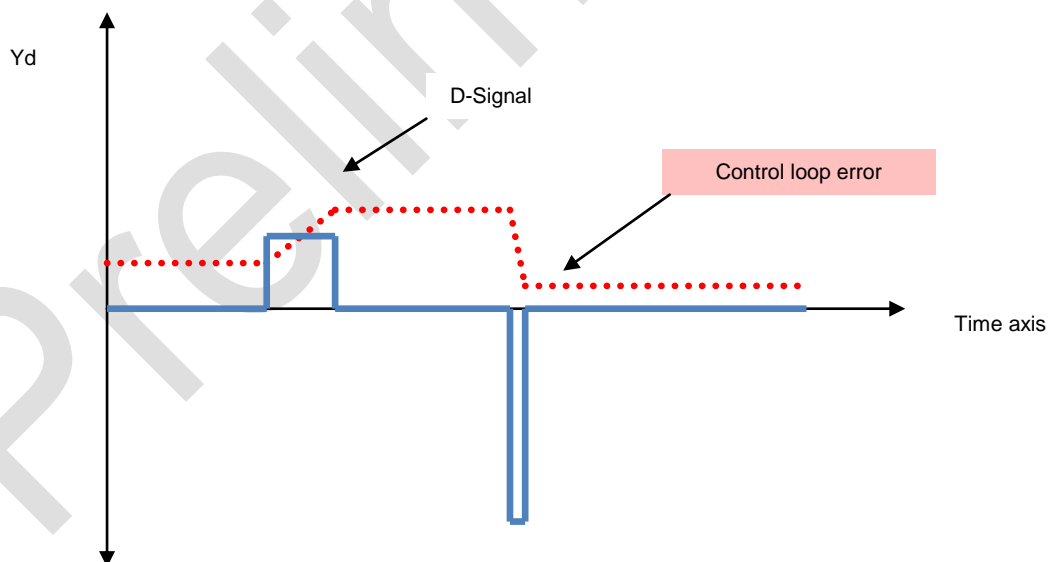 Yd
D-Signal
Control loop error
Time axis
Prelim